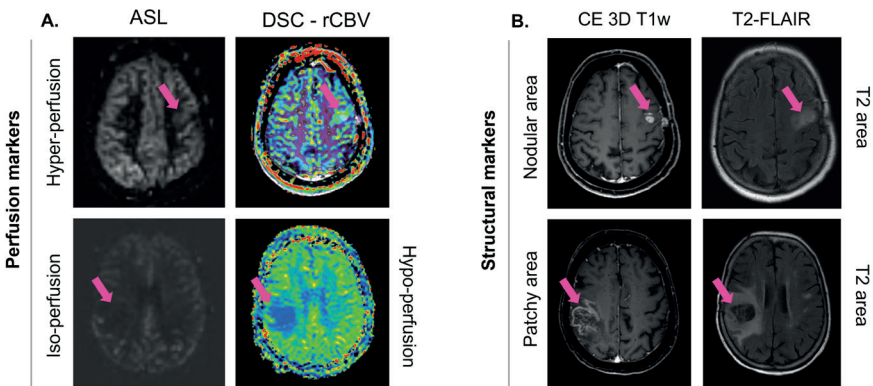 A.
ASL
DSC - rCBV
Perfusion markers
Hyper-perfusion
Iso-perfusion
Hypo-perfusion
B.
CE 3D T1w
T2-FLAIR
Structural markers
Nodular area
T2 area
Patchy area
T2 area